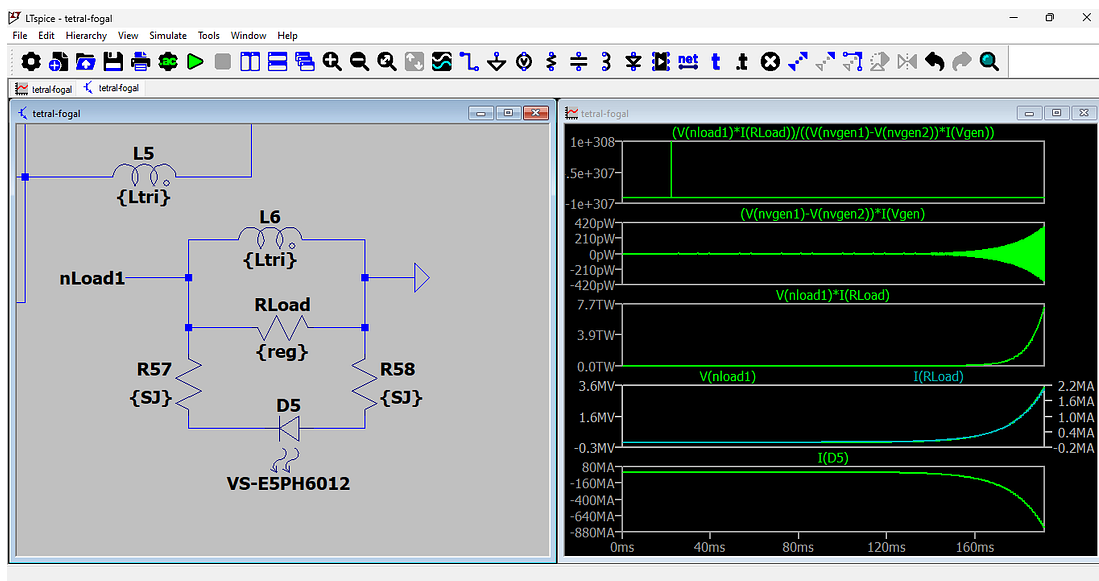 LTspice - tetral-fogal
File Edit Hierarchy View Simulate Tools Window Help
ac net t .t
tetral-fogal tetral-fogal
tetral-fogal
L5
{Ltri}
L6
{Ltri}
nLoad1
RLoad
{reg}
R57
{SJ}
R58
{SJ}
D5
VS-E5PH6012
tetral-fogal
(V(nload1)*I(RLoad))/((V(nvgen1)-V(nvgen2))*I(Vgen))
1e+308
.5e+307
-1e+307
(V(nvgen1)-V(nvgen2))*I(Vgen)
420pW
210pW
0pW
-210pW
-420pW
V(nload1)*I(RLoad)
7.7TW
3.9TW
0.0TW
V(nload1) I(RLoad)
3.6MV 2.2MA
1.6MA
1.6MV 1.0MA
0.4MA
-0.3MV -0.2MA
I(D5)
80MA
-160MA
-400MA
-640MA
-880MA
0ms 40ms 80ms 120ms 160ms